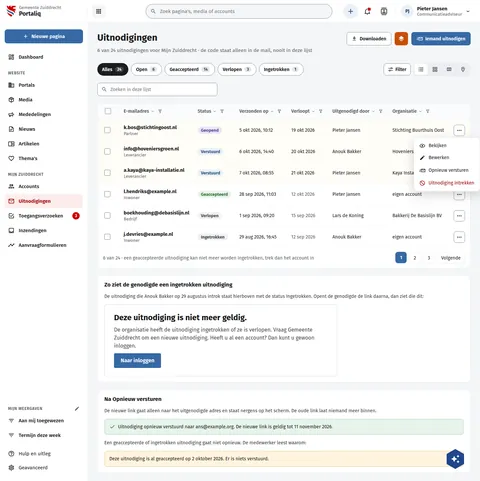 Gemeente Zuiddrecht
Portaliq
Zoek pagina's, media of accounts
PJ
Pieter Jansen
Communicatieadviseur
+ Nieuwe pagina
Dashboard
WEBSITE
Portals
Media
Mededelingen
Nieuws
Artikelen
Thema's
MIJN ZUIDDRECHT
Accounts
Uitnodigingen
Toegangsverzoeken 2
Inzendingen
Aanvraagformulieren
MIJN WEERGAVEN
Aan mij toegewezen
Termijn deze week
Hulp en uitleg
Geavanceerd
Uitnodigingen
6 van 24 uitnodigingen voor Mijn Zuiddrecht · de code staat alleen in de mail, nooit in deze lijst
Downloaden
Iemand uitnodigen
Alles 24
Open 6
Geaccepteerd 14
Verlopen 3
Ingetrokken 1
Filter
Zoeken in deze lijst
E-mailadres Status Verzonden op Verloopt Uitgenodigd door Organisatie
k.bos@stichtingoost.nl
Partner
Geopend 5 okt 2026, 10:12 19 okt 2026 Pieter Jansen Stichting Buurthuis Oost
info@hoveniersgroen.nl
Leverancier
Verstuurd 6 okt 2026, 14:40 20 okt 2026 Anouk Bakker Hoveniers
a.kaya@kaya-installatie.nl
Leverancier
Verstuurd 7 okt 2026, 08:55 21 okt 2026 Pieter Jansen Kaya Insta
l.hendriks@example.nl
Inwoner
Geaccepteerd 28 sep 2026, 11:03 12 okt 2026 Pieter Jansen eigen account
boekhouding@debasislijn.nl
Bedrijf
Verlopen 1 sep 2026, 09:20 15 sep 2026 Lars de Koning Bakkerij De Basislijn BV
j.devries@example.nl
Inwoner
Ingetrokken 29 aug 2026, 16:45 12 sep 2026 Anouk Bakker eigen account
Bekijken
Bewerken
Opnieuw versturen
Uitnodiging intrekken
6 van 24 · een geaccepteerde uitnodiging kan niet meer worden ingetrokken, trek dan het account in
1 2 3 Volgende
Zo ziet de genodigde een ingetrokken uitnodiging
De uitnodiging die Anouk Bakker op 29 augustus introk staat hierboven met de status Ingetrokken. Opent de genodigde de link daarna, dan ziet die dit:
Deze uitnodiging is niet meer geldig.
De organisatie heeft de uitnodiging ingetrokken of ze is verlopen. Vraag Gemeente
Zuiddrecht om een nieuwe uitnodiging. Heeft u al een account? Dan kunt u gewoon
inloggen.
Naar inloggen
Na Opnieuw versturen
De nieuwe link gaat alleen naar het uitgenodigde adres en staat nergens op het scherm. De oude link laat niemand meer binnen.
Uitnodiging opnieuw verstuurd naar ans@example.org. De nieuwe link is geldig tot 11 november 2026.
Een geaccepteerde of ingetrokken uitnodiging gaat niet opnieuw. De medewerker leest waarom:
Deze uitnodiging is al geaccepteerd op 2 oktober 2026. Er is niets verstuurd.